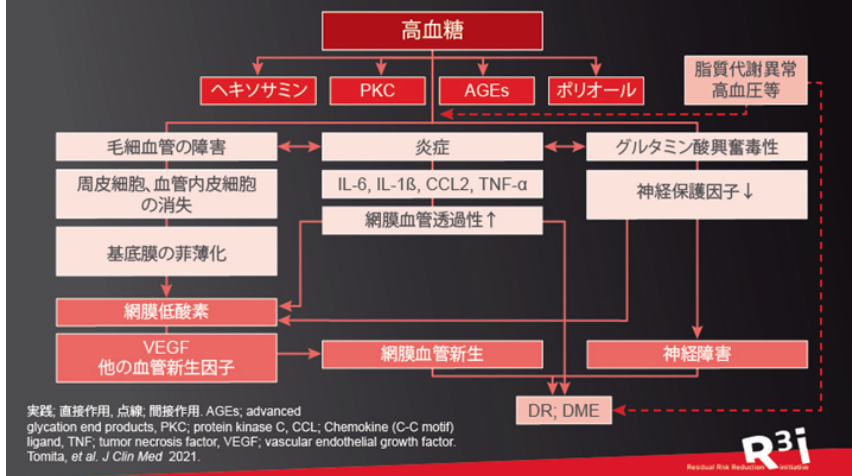 高血糖
ヘキソサミン
PKC
AGEs
ポリオール
脂質代謝異常
高血圧等
毛細血管の障害
炎症
グルタミン酸興奮毒性
周皮細胞、血管内皮細胞
の消失
IL-6, IL-1ß, CCL2, TNF-α
神経保護因子↓
網膜血管透過性↑
基底膜の菲薄化
網膜低酸素
VEGF
他の血管新生因子
網膜血管新生
神経障害
DR; DME
実践; 直接作用, 点線; 間接作用. AGEs; advanced
glycation end products, PKC; protein kinase C, CCL; Chemokine (C-C motif)
ligand, TNF; tumor necrosis factor, VEGF; vascular endothelial growth factor.
Tomita, et al. J Clin Med 2021.
R3i
Residual Risk Reduction initiative